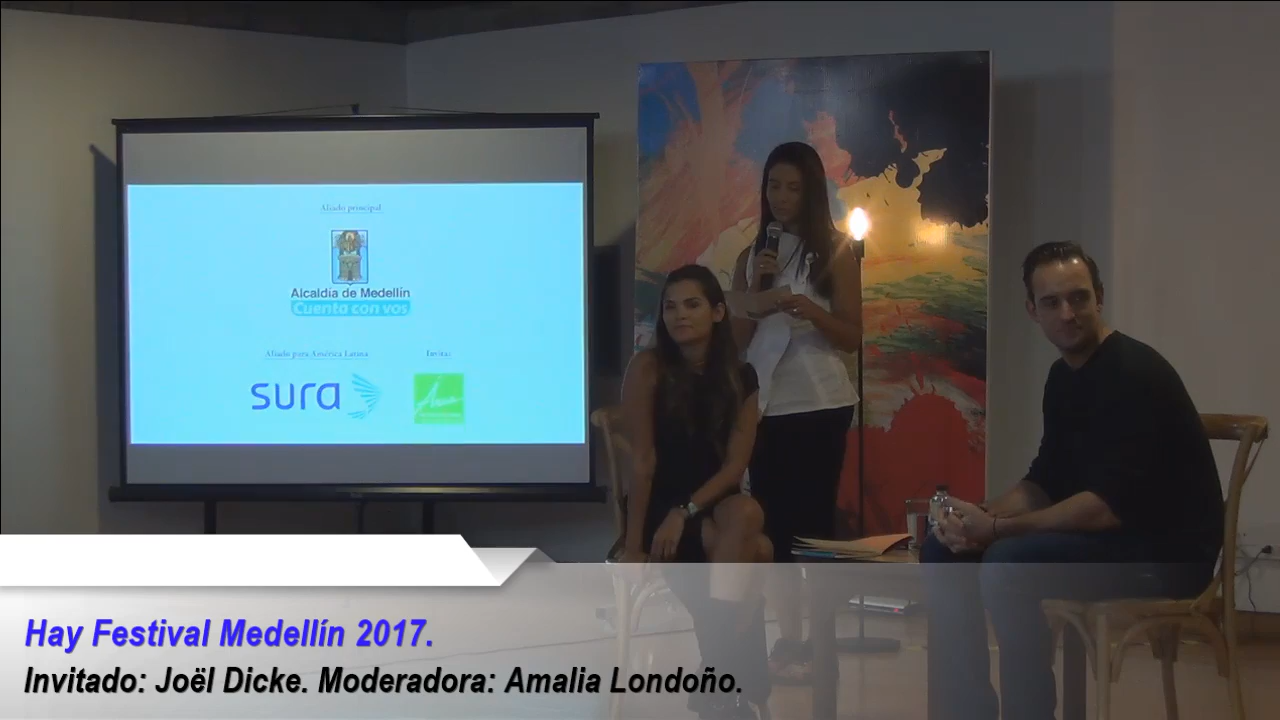 Aliado principal
Alcaldía de Medellín
Cuenta con vos
Aliado para América Latina
Invita:
sura
Hay Festival Medellín 2017.
Invitado: Joël Dicke. Moderadora: Amalia Londoño.